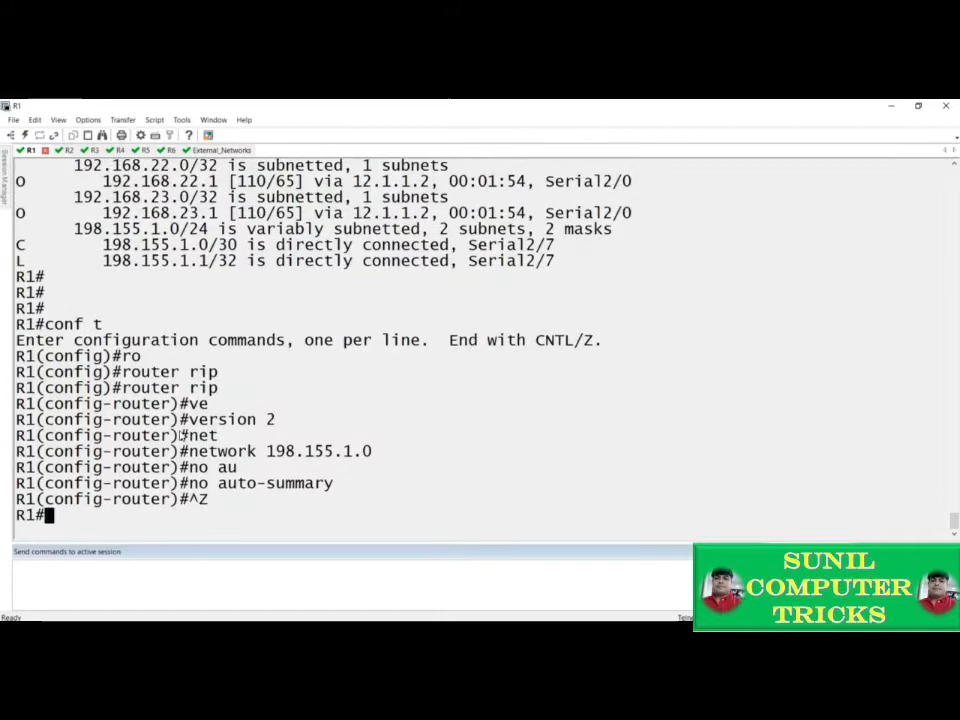 R1
File Edit View Options Transfer Script Tools Window Help
R1 R2 R3 R4 R5 R6 External_Networks
Session Manager
192.168.22.0/32 is subnetted, 1 subnets
O 192.168.22.1 [110/65] via 12.1.1.2, 00:01:54, Serial2/0
192.168.23.0/32 is subnetted, 1 subnets
O 192.168.23.1 [110/65] via 12.1.1.2, 00:01:54, Serial2/0
198.155.1.0/24 is variably subnetted, 2 subnets, 2 masks
C 198.155.1.0/30 is directly connected, Serial2/7
L 198.155.1.1/32 is directly connected, Serial2/7
R1#
R1#
R1#
R1#conf t
Enter configuration commands, one per line. End with CNTL/Z.
R1(config)#ro
R1(config)#router rip
R1(config)#router rip
R1(config-router)#ve
R1(config-router)#version 2
R1(config-router)#net
R1(config-router)#network 198.155.1.0
R1(config-router)#no au
R1(config-router)#no auto-summary
R1(config-router)#^Z
R1#
Send commands to active session
Ready
SUNIL
COMPUTER
TRICKS